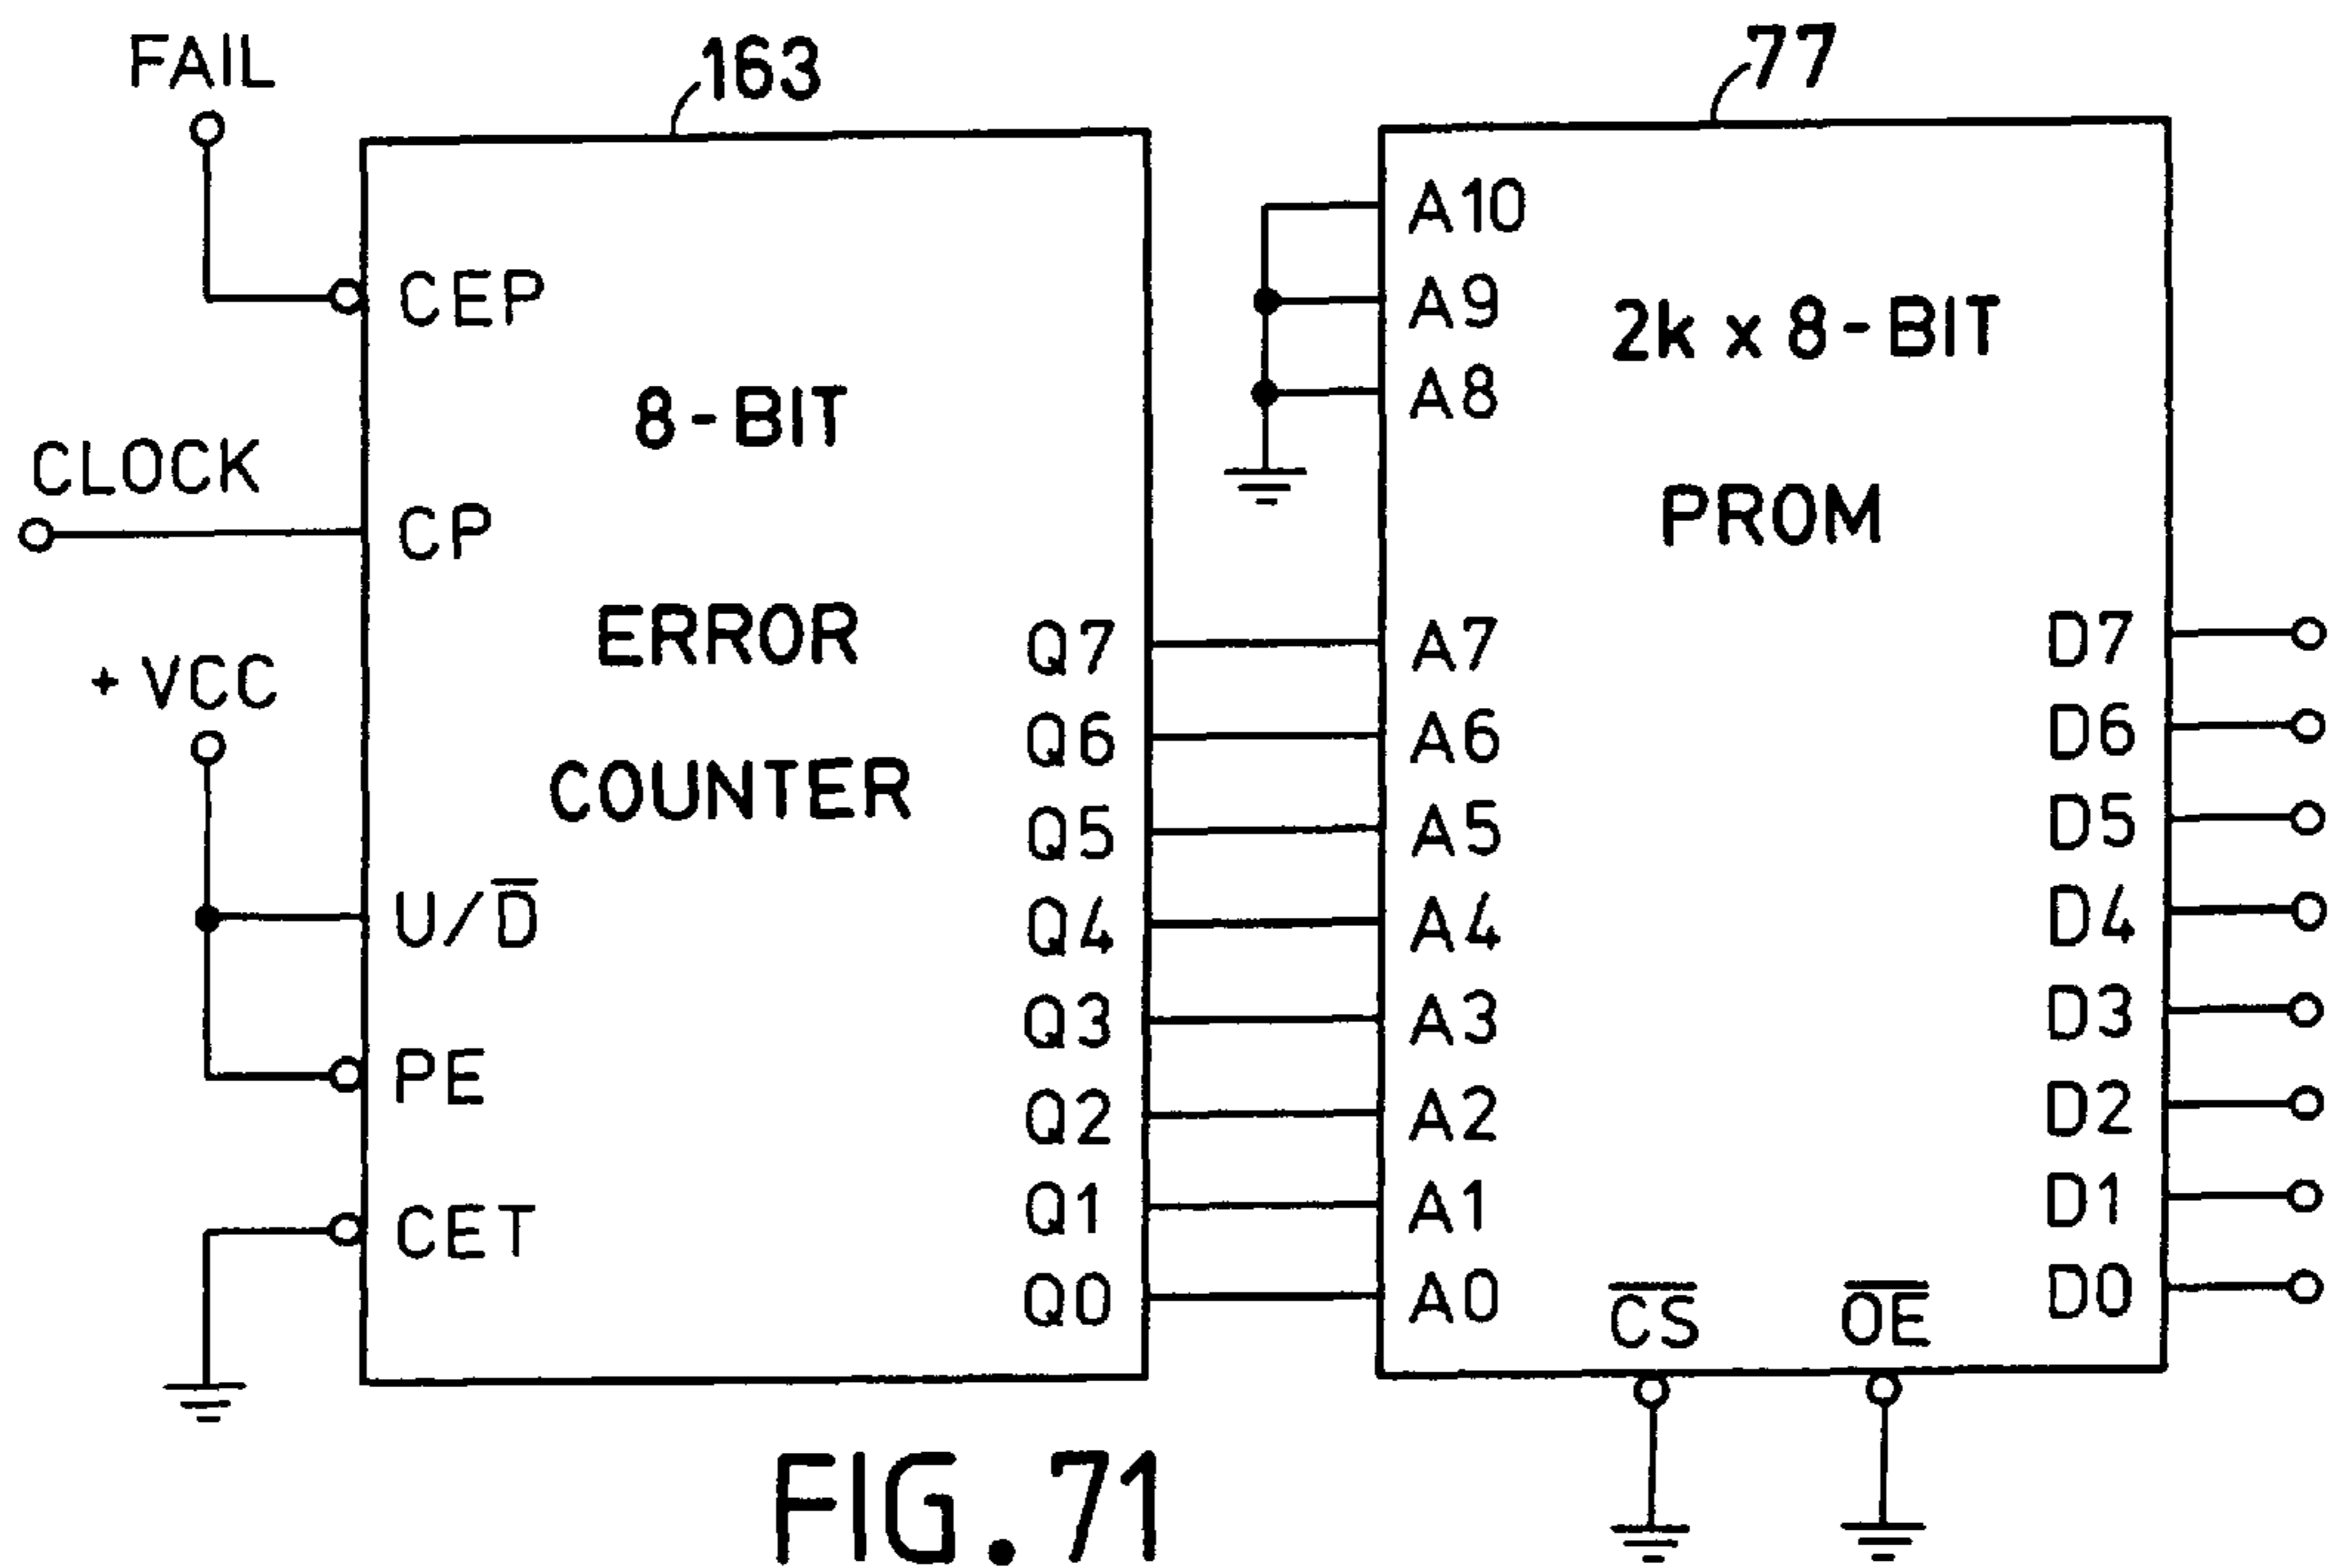 FAIL
163
77
CEP
8-BIT
CLOCK
CP
ERROR
+ VCC
COUNTER
U/D̅
PE
CET
Q7
Q6
Q5
Q4
Q3
Q2
Q1
Q0
A10
A9
A8
2k x 8-BIT
PROM
A7
A6
A5
A4
A3
A2
A1
A0
D7
D6
D5
D4
D3
D2
D1
D0
C̅S̅
O̅E̅
FIG. 71